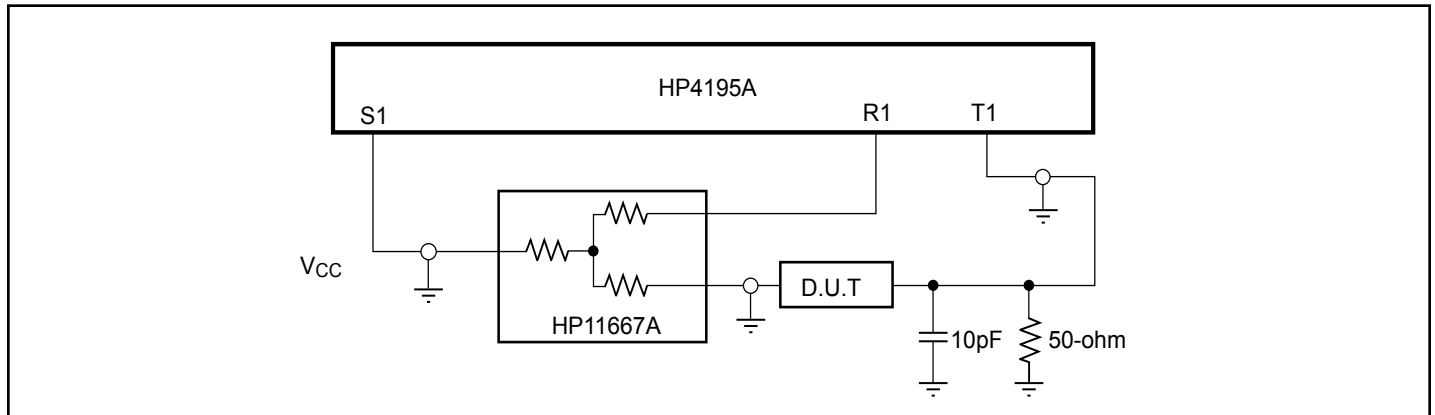 HP4195A
S1
R1
T1
VCC
D.U.T
HP11667A
10pF
50-ohm